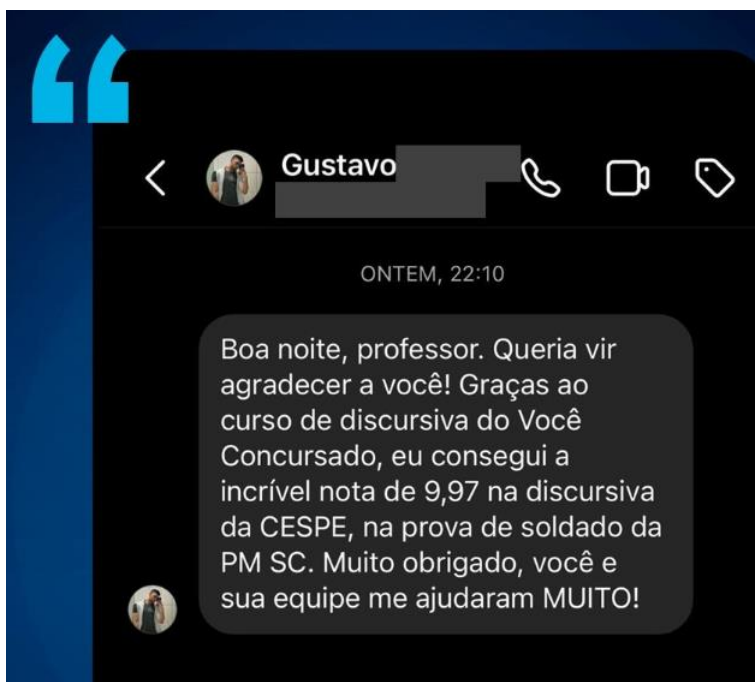 “
Gustavo
ONTEM, 22:10
Boa noite, professor. Queria vir
agradecer a você! Graças ao
curso de discursiva do Você
Concursado, eu consegui a
incrível nota de 9,97 na discursiva
da CESPE, na prova de soldado da
PM SC. Muito obrigado, você e
sua equipe me ajudaram MUITO!